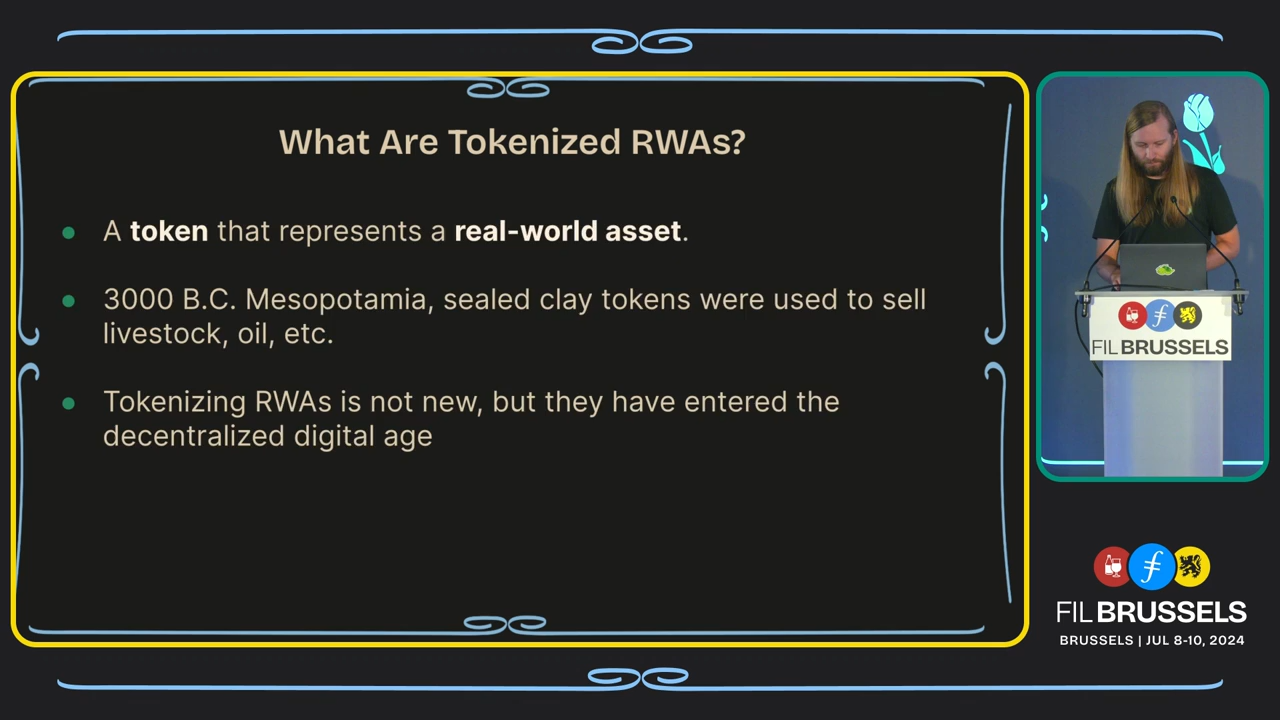 What Are Tokenized RWAs?
● A token that represents a real-world asset.
● 3000 B.C. Mesopotamia, sealed clay tokens were used to sell
livestock, oil, etc.
● Tokenizing RWAs is not new, but they have entered the
decentralized digital age
FIL BRUSSELS
FIL BRUSSELS
BRUSSELS | JUL 8-10, 2024